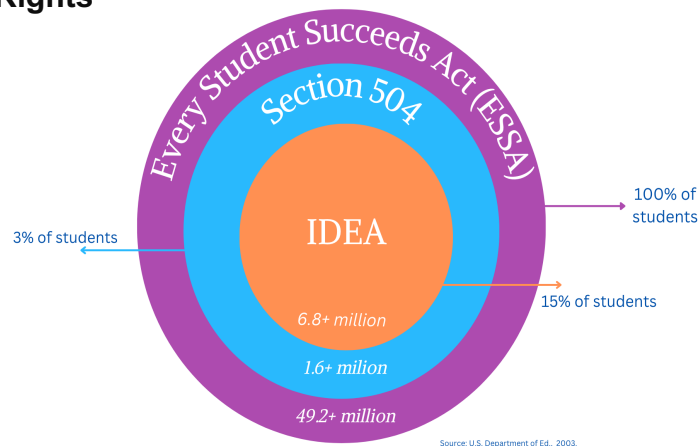 Rights
Every Student Succeeds Act (ESSA)
Section 504
IDEA
100% of
students
3% of students
15% of students
6.8+ million
1.6+ milion
49.2+ million
Source: U.S. Department of Ed., 2003.